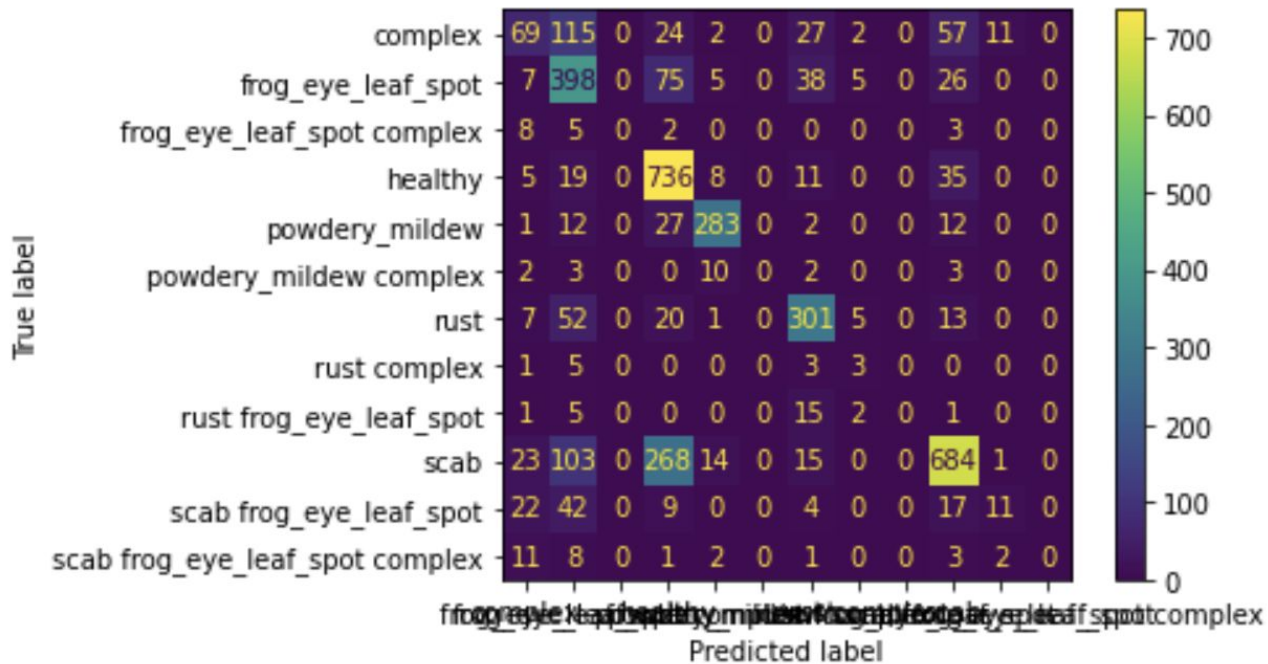 complex 69 115 0 24 2 0 27 2 0 57 11 0
frog_eye_leaf_spot 7 398 0 75 5 0 38 5 0 26 0 0
frog_eye_leaf_spot complex 8 5 0 2 0 0 0 0 0 3 0 0
healthy 5 19 0 736 8 0 11 0 0 35 0 0
powdery_mildew 1 12 0 27 283 0 2 0 0 12 0 0
powdery_mildew complex 2 3 0 0 10 0 2 0 0 3 0 0
rust 7 52 0 20 1 0 301 5 0 13 0 0
rust complex 1 5 0 0 0 0 3 3 0 0 0 0
rust frog_eye_leaf_spot 1 5 0 0 0 0 15 2 0 1 0 0
scab 23 103 0 268 14 0 15 0 0 684 1 0
scab frog_eye_leaf_spot 22 42 0 9 0 0 4 0 0 17 11 0
scab frog_eye_leaf_spot complex 11 8 0 1 2 0 1 0 0 3 2 0
True label
Predicted label
700
600
500
400
300
200
100
0